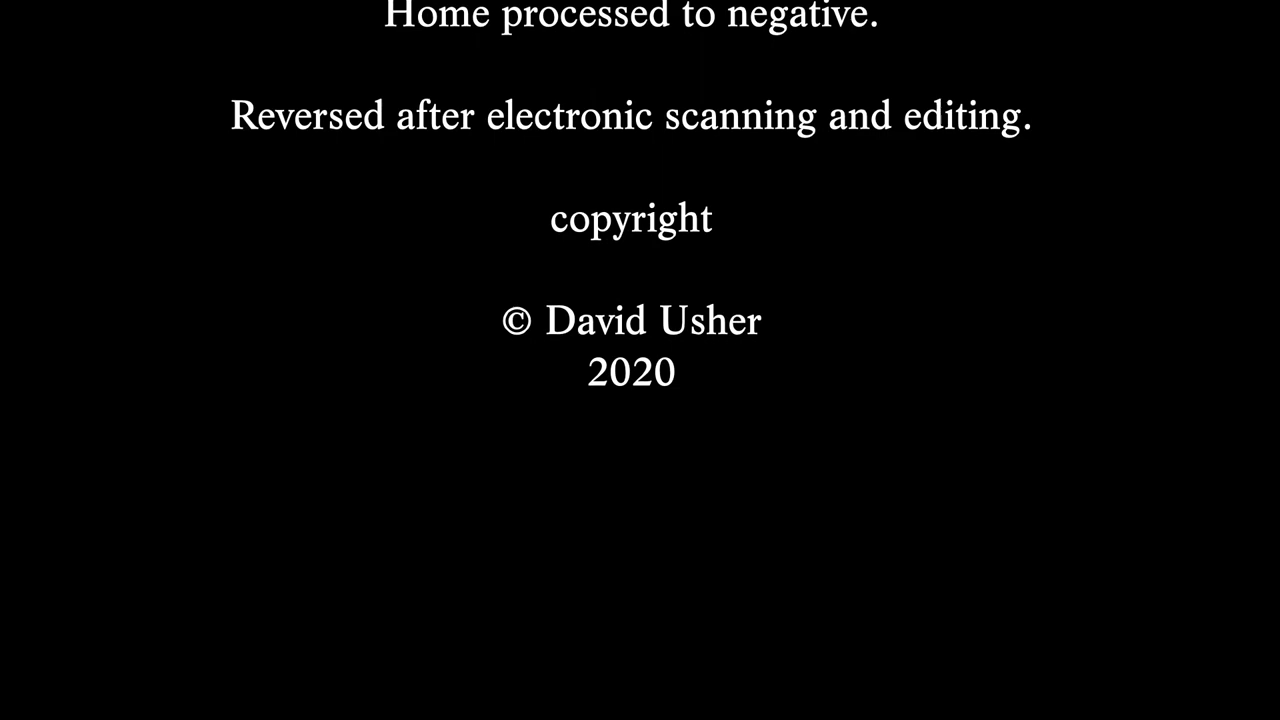 Home processed to negative.
Reversed after electronic scanning and editing.
copyright
© David Usher
2020